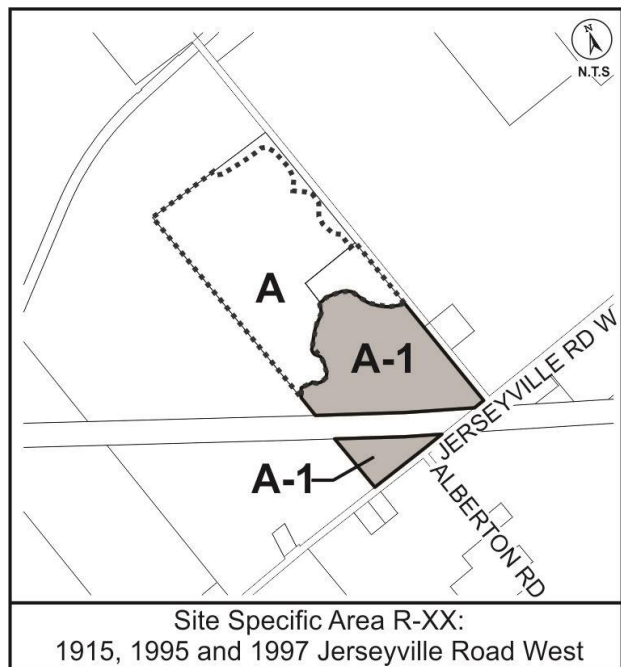 N
N.T.S
A
A-1
JERSEYVILLE RD W
A-1
ALBERTON RD
Site Specific Area R-XX:
1915, 1995 and 1997 Jerseyville Road West